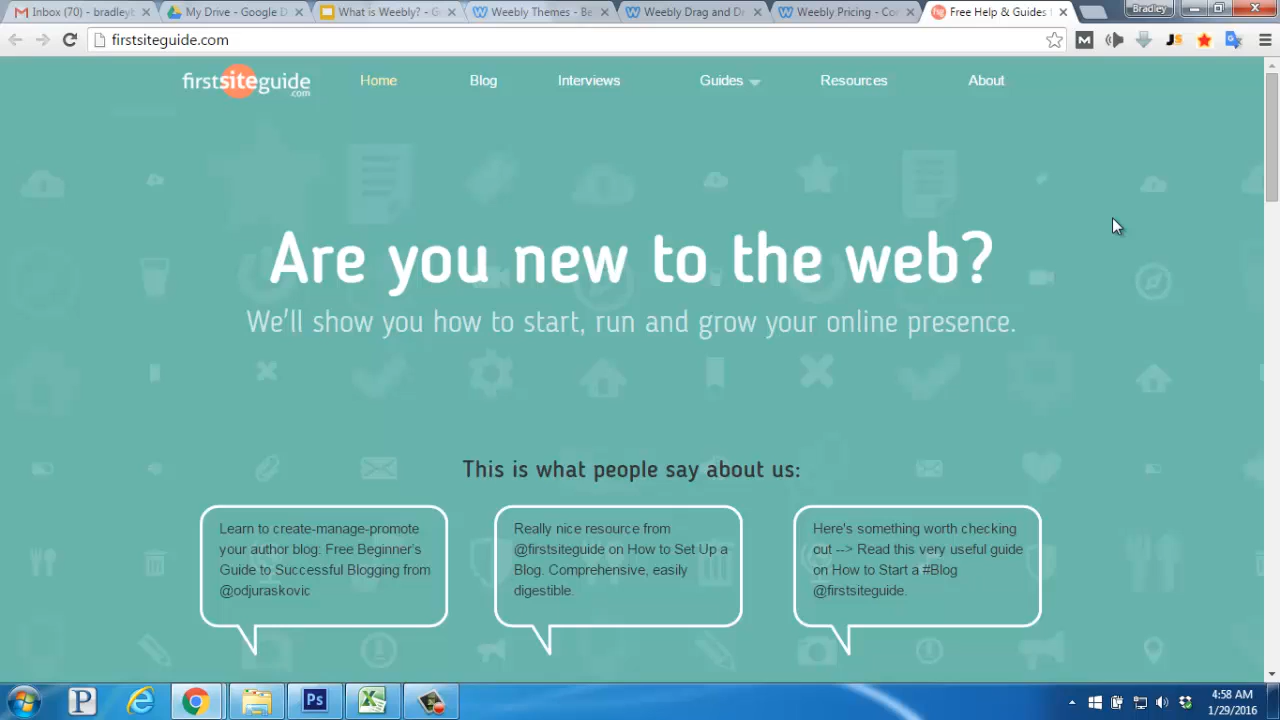 Inbox (70) - bradleyb
My Drive - Google D
What is Weebly? - G
Weebly Themes - Be
Weebly Drag and Dr
Weebly Pricing - Co
Free Help & Guides
Bradley
firstsiteguide.com
firstsiteguide
.com
Home
Blog
Interviews
Guides
Resources
About
Are you new to the web?
We'll show you how to start, run and grow your online presence.
This is what people say about us:
Learn to create-manage-promote
your author blog: Free Beginner's
Guide to Successful Blogging from
@odjuraskovic
Really nice resource from
@firstsiteguide on How to Set Up a
Blog. Comprehensive, easily
digestible.
Here's something worth checking
out --> Read this very useful guide
on How to Start a #Blog
@firstsiteguide.
4:58 AM
1/29/2016